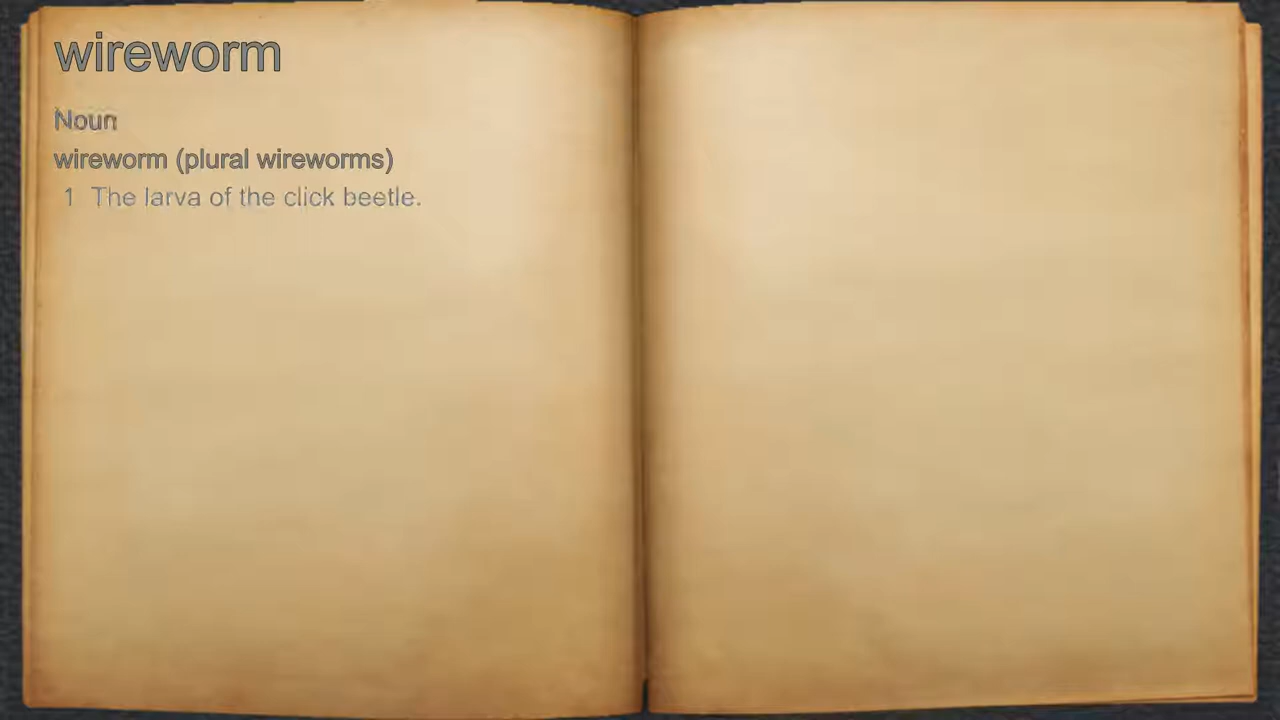 wireworm
Noun
wireworm (plural wireworms)
1 The larva of the click beetle.